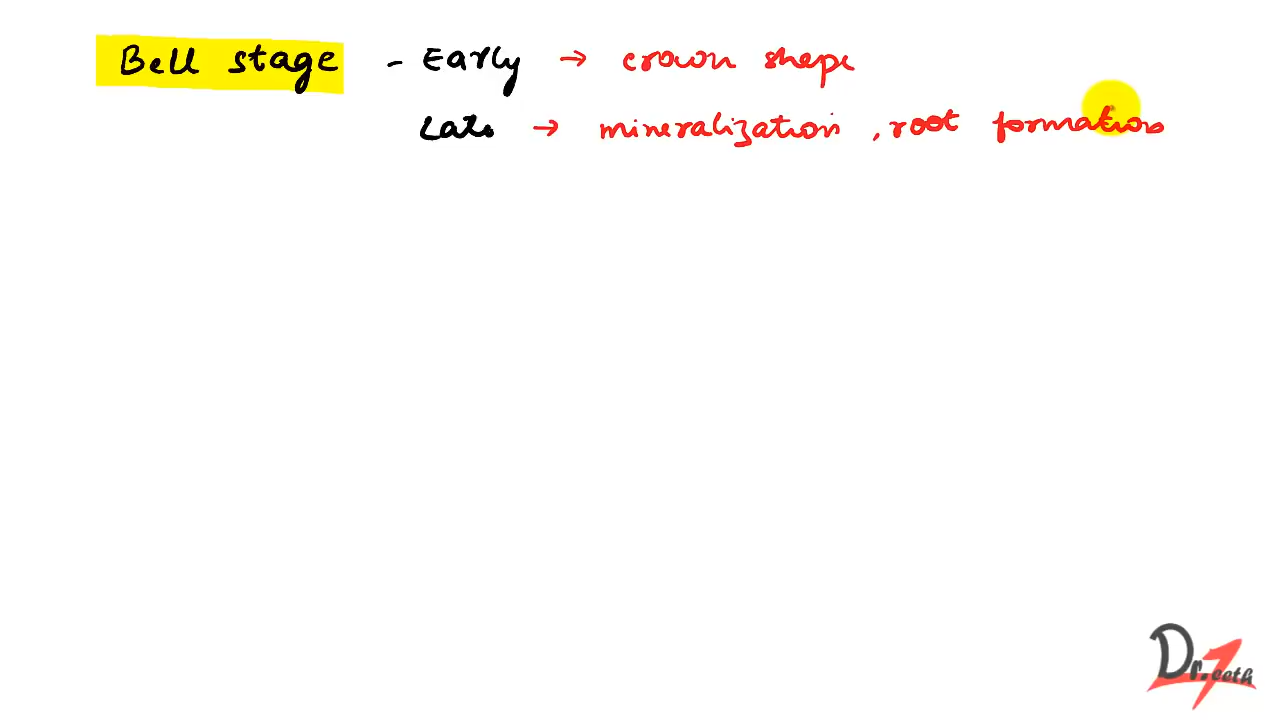 Bell stage - Early → crown shape
Late → mineralization, root formation
Dr. Teeth